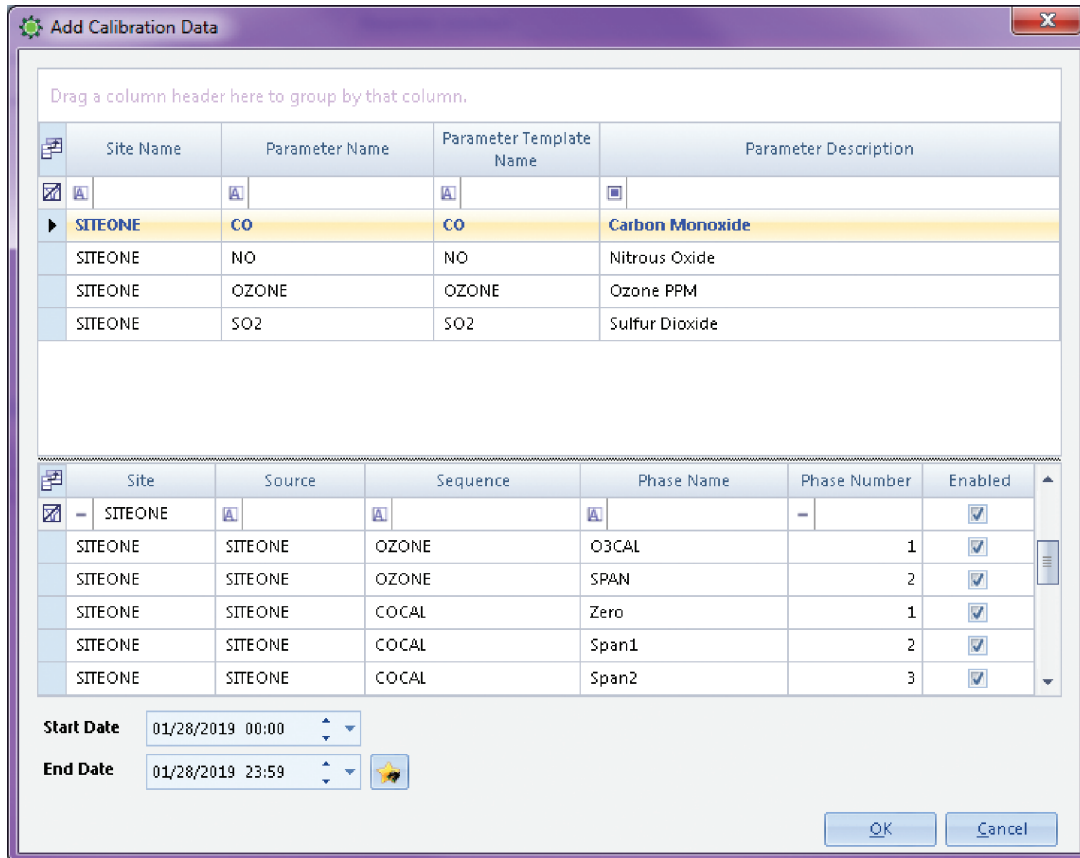 Add Calibration Data
Drag a column header here to group by that column.
Site Name Parameter Name Parameter Template Name Parameter Description
SITEONE CO CO Carbon Monoxide
SITEONE NO NO Nitrous Oxide
SITEONE OZONE OZONE Ozone PPM
SITEONE SO2 SO2 Sulfur Dioxide
Site Source Sequence Phase Name Phase Number Enabled
SITEONE
SITEONE SITEONE OZONE O3CAL 1
SITEONE SITEONE OZONE SPAN 2
SITEONE SITEONE COCAL Zero 1
SITEONE SITEONE COCAL Span1 2
SITEONE SITEONE COCAL Span2 3
Start Date 01/28/2019 00:00
End Date 01/28/2019 23:59
OK Cancel